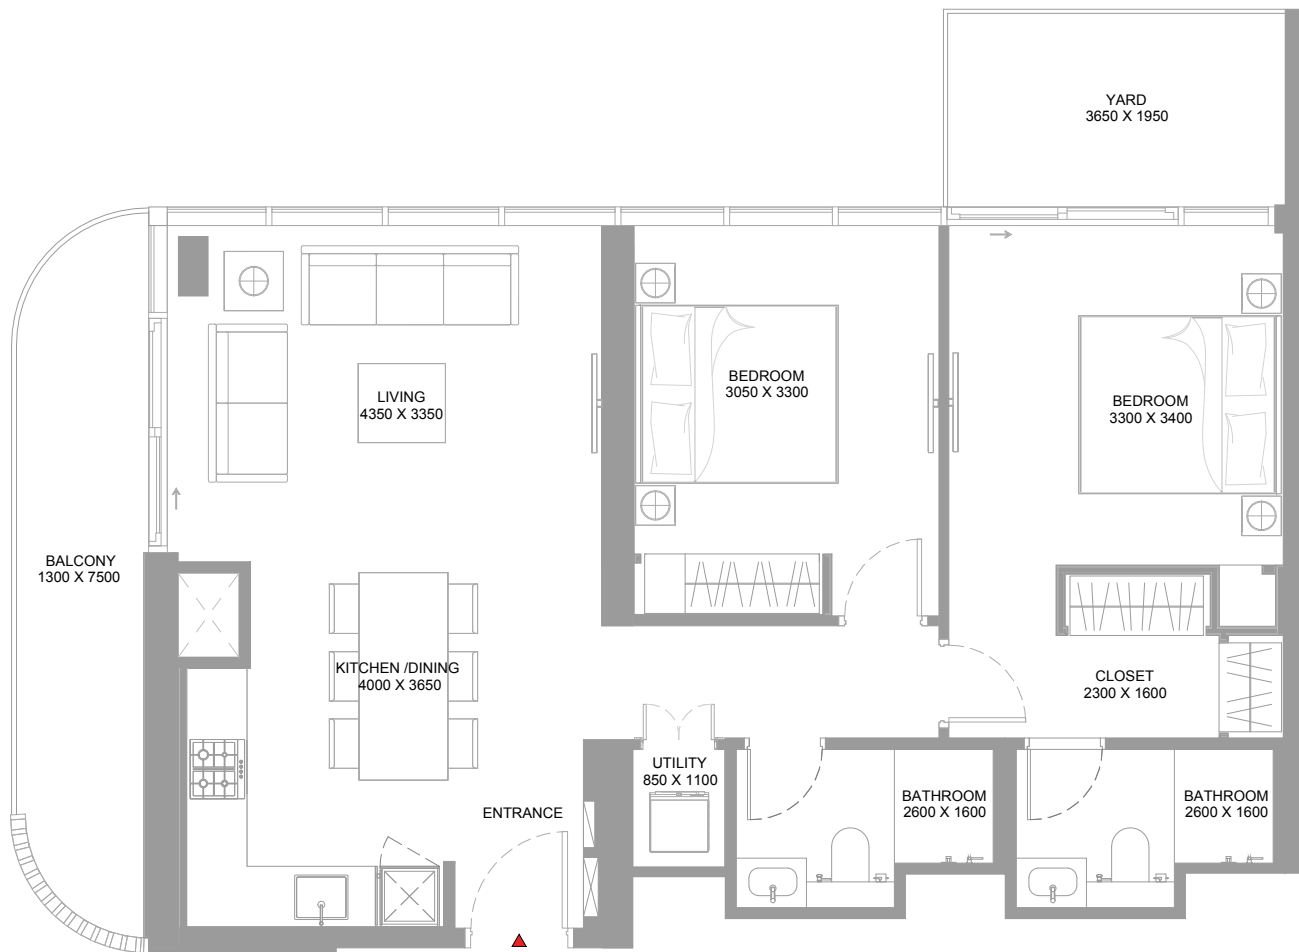 YARD
3650 X 1950
LIVING
4350 X 3350
BEDROOM
3050 X 3300
BEDROOM
3300 X 3400
BALCONY
1300 X 7500
KITCHEN /DINING
4000 X 3650
CLOSET
2300 X 1600
UTILITY
850 X 1100
ENTRANCE
BATHROOM
2600 X 1600
BATHROOM
2600 X 1600